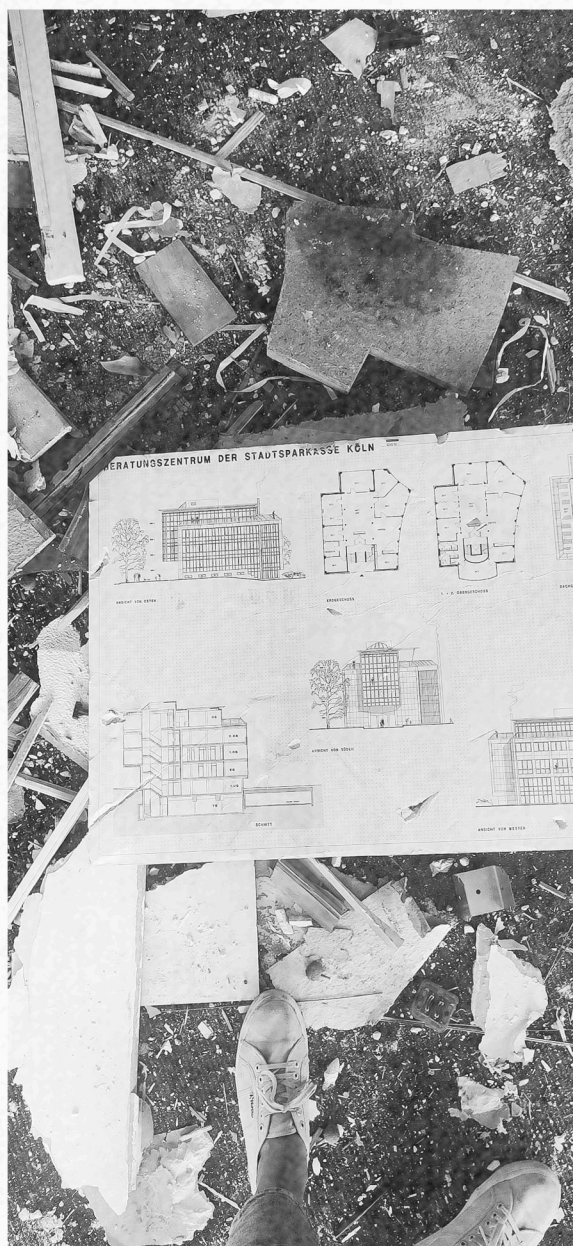 BERATUNGSZENTRUM DER STADTSPARKASSE KÖLN
ANSICHT VON OSTEN
ERDGESCHOSS
1. - 3. OBERGESCHOSS
ANSICHT VON SÜDEN
SCHNITT
ANSICHT VON WESTEN